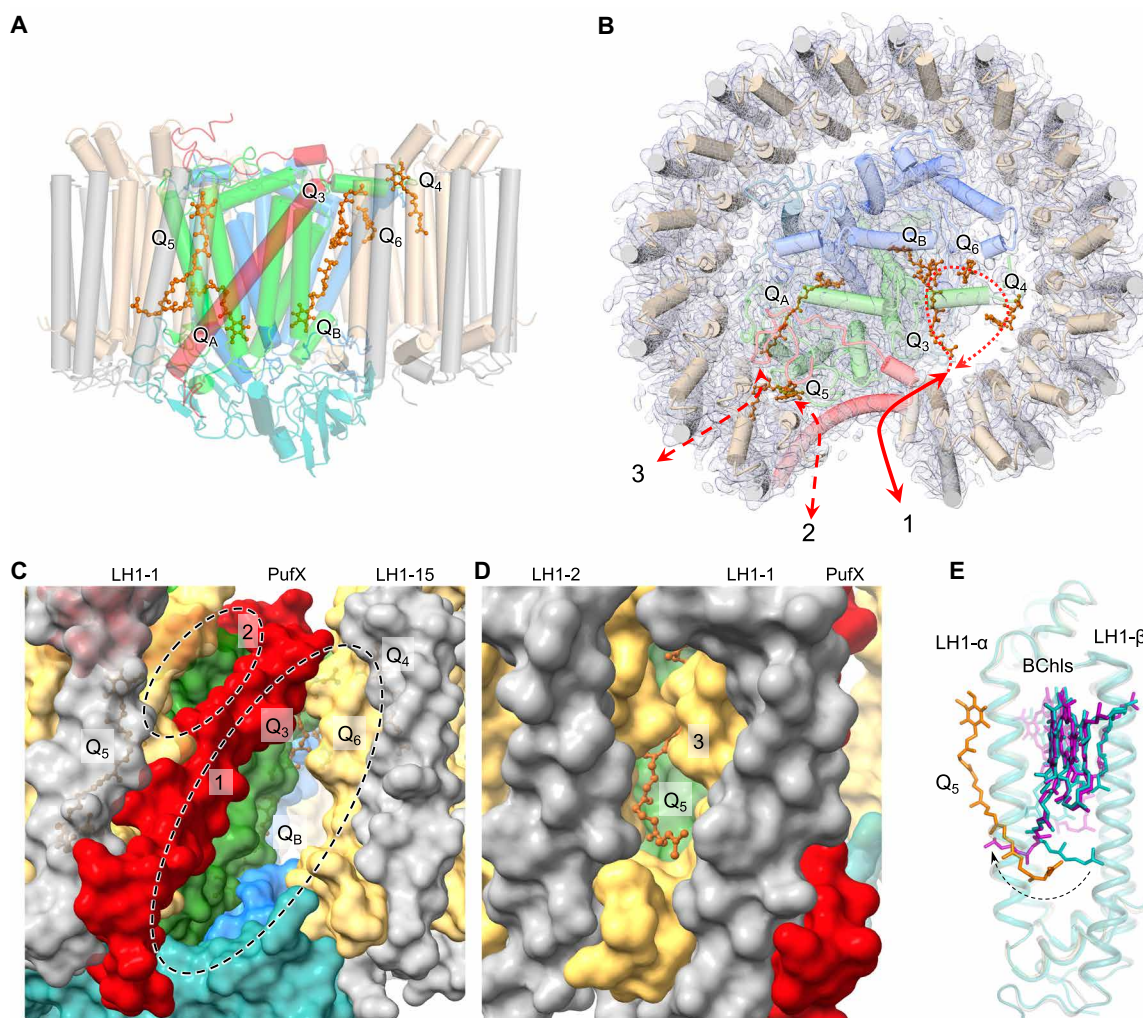 A
Q3
Q4
Q5
Q6
QA
QB
B
QB
Q6
QA
Q4
Q3
Q5
3
2
1
C
LH1-1
PufX
LH1-15
2
Q4
Q5
Q3
Q6
1
QB
D
LH1-2
LH1-1
PufX
3
Q5
E
LH1-α
LH1-β
BChls
Q5